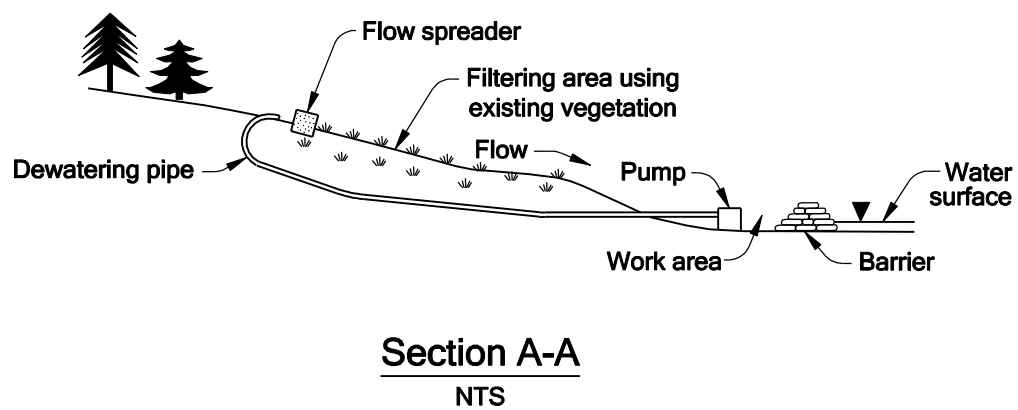 Flow spreader
Filtering area using
existing vegetation
Flow
Dewatering pipe
Pump
Water
surface
Work area
Barrier
Section A-A
NTS